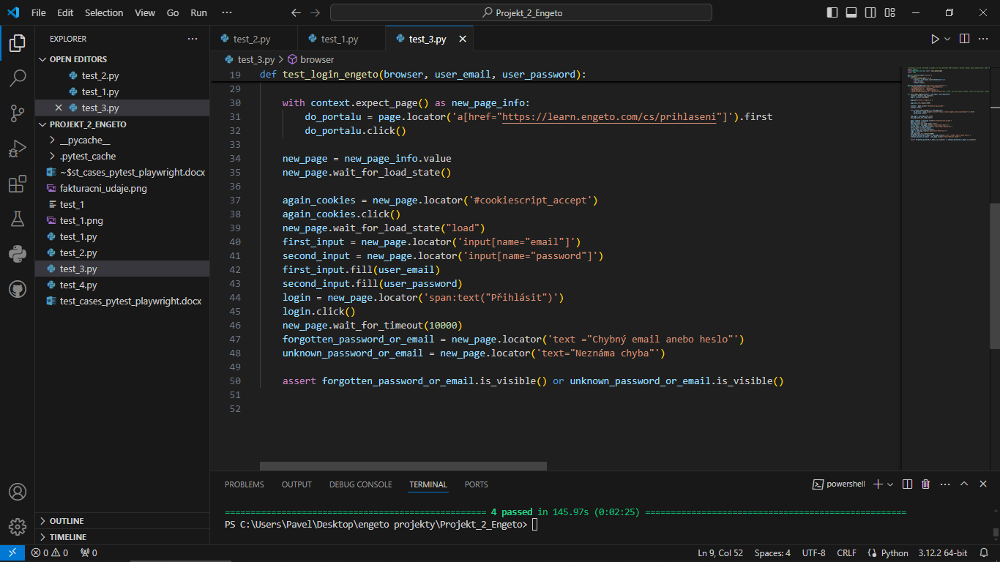 File Edit Selection View Go Run ··· Projekt_2_Engeto
EXPLORER ···
OPEN EDITORS
test_2.py
test_1.py
test_3.py
PROJEKT_2_ENGETO
__pycache__
.pytest_cache
~$st_cases_pytest_playwright.docx
fakturacni_udaje.png
test_1
test_1.png
test_1.py
test_2.py
test_3.py
test_4.py
test_cases_pytest_playwright.docx
OUTLINE
TIMELINE
test_2.py test_1.py test_3.py
test_3.py > browser
19 def test_login_engeto(browser, user_email, user_password):
29
30 with context.expect_page() as new_page_info:
31 do_portalu = page.locator('a[href="https://learn.engeto.com/cs/prihlaseni"]').first
32 do_portalu.click()
33
34 new_page = new_page_info.value
35 new_page.wait_for_load_state()
36
37 again_cookies = new_page.locator('#cookiescript_accept')
38 again_cookies.click()
39 new_page.wait_for_load_state("load")
40 first_input = new_page.locator('input[name="email"]')
41 second_input = new_page.locator('input[name="password"]')
42 first_input.fill(user_email)
43 second_input.fill(user_password)
44 login = new_page.locator('span:text("Přihlásit")')
45 login.click()
46 new_page.wait_for_timeout(10000)
47 forgotten_password_or_email = new_page.locator('text ="Chybný email anebo heslo"')
48 unknown_password_or_email = new_page.locator('text="Neznáma chyba"')
49
50 assert forgotten_password_or_email.is_visible() or unknown_password_or_email.is_visible()
51
52
PROBLEMS OUTPUT DEBUG CONSOLE TERMINAL PORTS powershell
4 passed in 145.97s (0:02:25)
PS C:\Users\Pavel\Desktop\engeto projekty\Projekt_2_Engeto>
0 0 0 Ln 9, Col 52 Spaces: 4 UTF-8 CRLF Python 3.12.2 64-bit